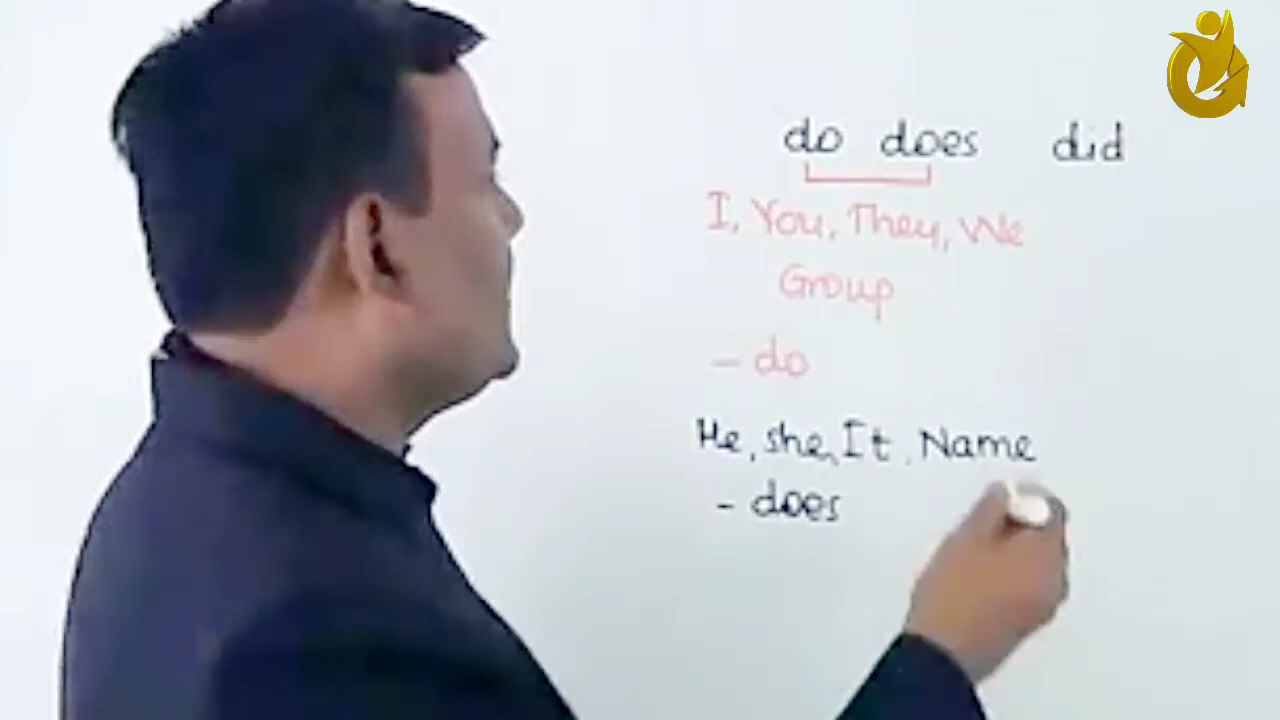 do does did
I, You, They, We
Group
- do
He, she, It, Name
- does